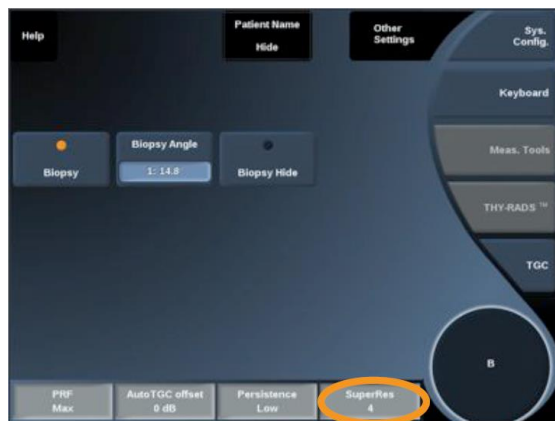 Help
Patient Name
Hide
Other
Settings
Sys.
Config.
Keyboard
Biopsy
Biopsy Angle
1: 14.8
Biopsy Hide
Meas. Tools
THY-RADS ™
TGC
B
PRF
Max
AutoTGC offset
0 dB
Persistence
Low
SuperRes
4